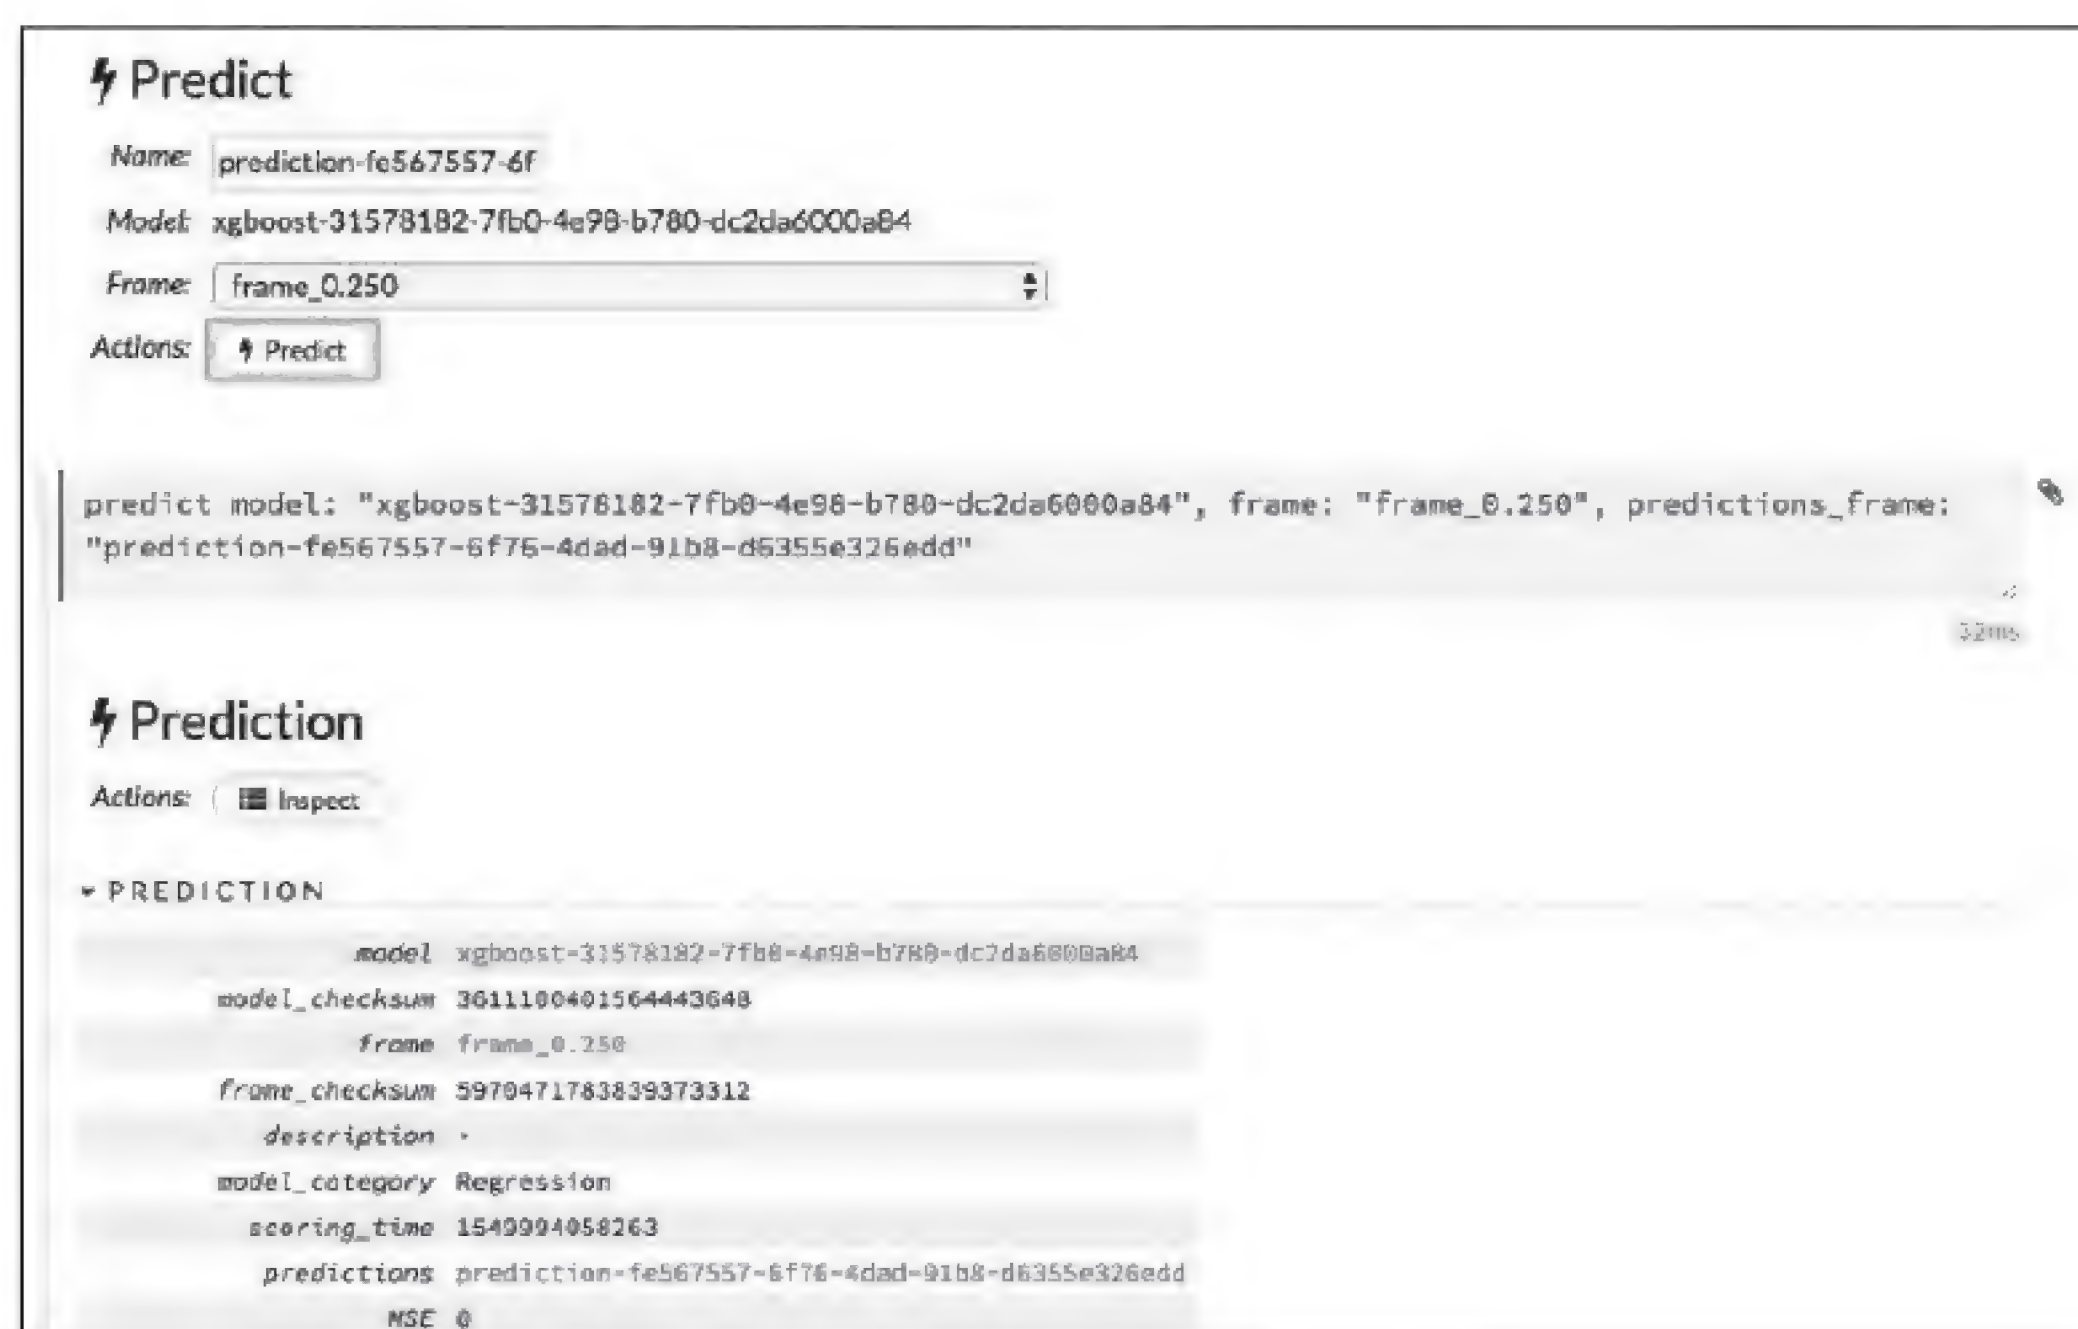 Predict
Name: prediction-fe567557-6f
Model: xgboost-31578182-7fb0-4e98-b780-dc2da6000a84
Frame: frame_0.250
Actions: Predict
predict model: "xgboost-31578182-7fb0-4e98-b780-dc2da6000a84", frame: "frame_0.250", predictions_frame:
"prediction-fe567557-6f76-4dad-91b8-d6355e326edd"
32ms
Prediction
Actions: Inspect
PREDICTION
model xgboost-31578182-7fb0-4e98-b780-dc2da6000a84
model_checksum 3611100401564443648
frame frame_0.250
frame_checksum 5970471783839373312
description ·
model_category Regression
scoring_time 1549994058263
predictions prediction-fe567557-6f76-4dad-91b8-d6355e326edd
MSE 0